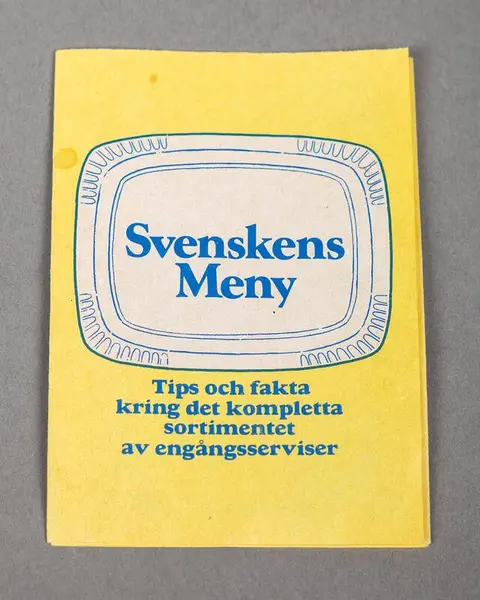 Svenskens
Meny
Tips och fakta
kring det kompletta
sortimentet
av engångsserviser